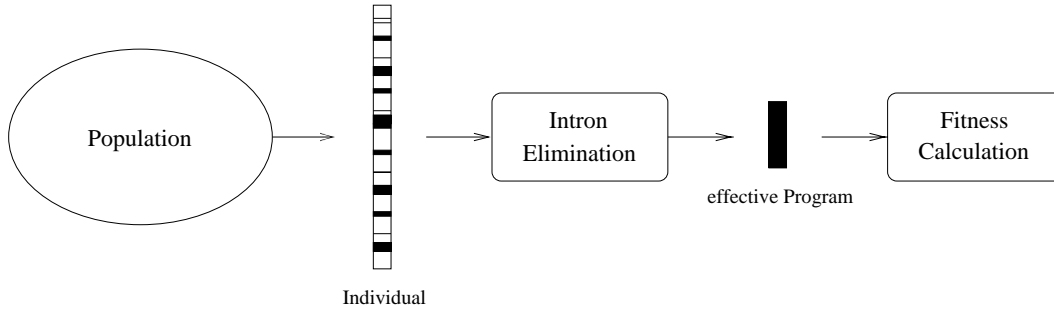 Population
Individual
Intron
Elimination
effective Program
Fitness
Calculation